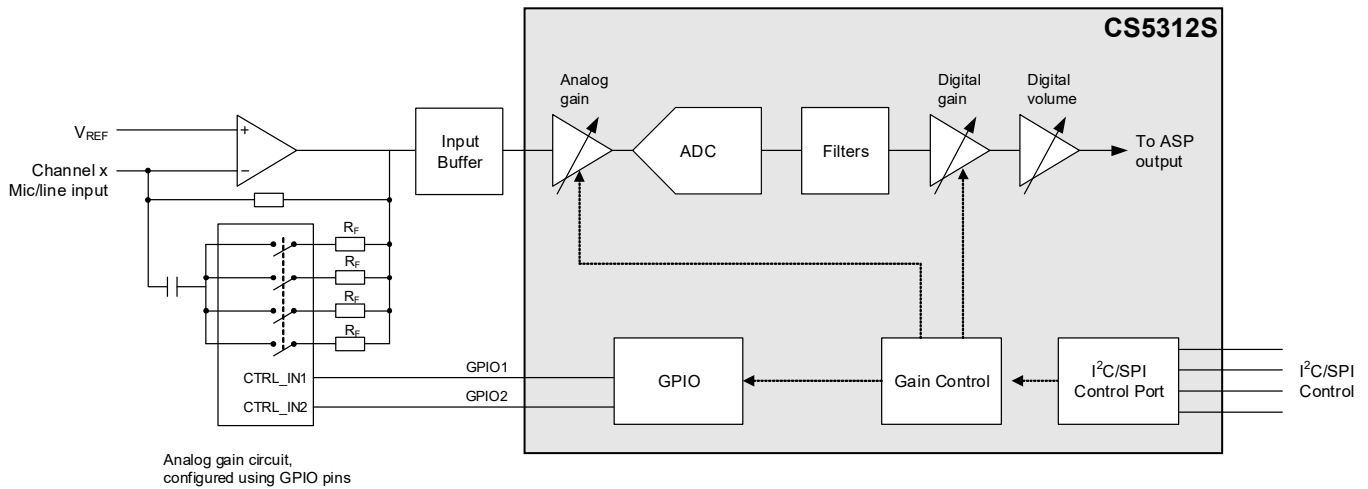 CS5312S
Analog
gain
Digital
gain
Digital
volume
VREF
Channel x
Mic/line input
+
−
Input
Buffer
ADC
Filters
To ASP
output
RF
RF
RF
RF
CTRL_IN1
CTRL_IN2
GPIO1
GPIO2
GPIO
Gain Control
I²C/SPI
Control Port
I²C/SPI
Control
Analog gain circuit,
configured using GPIO pins